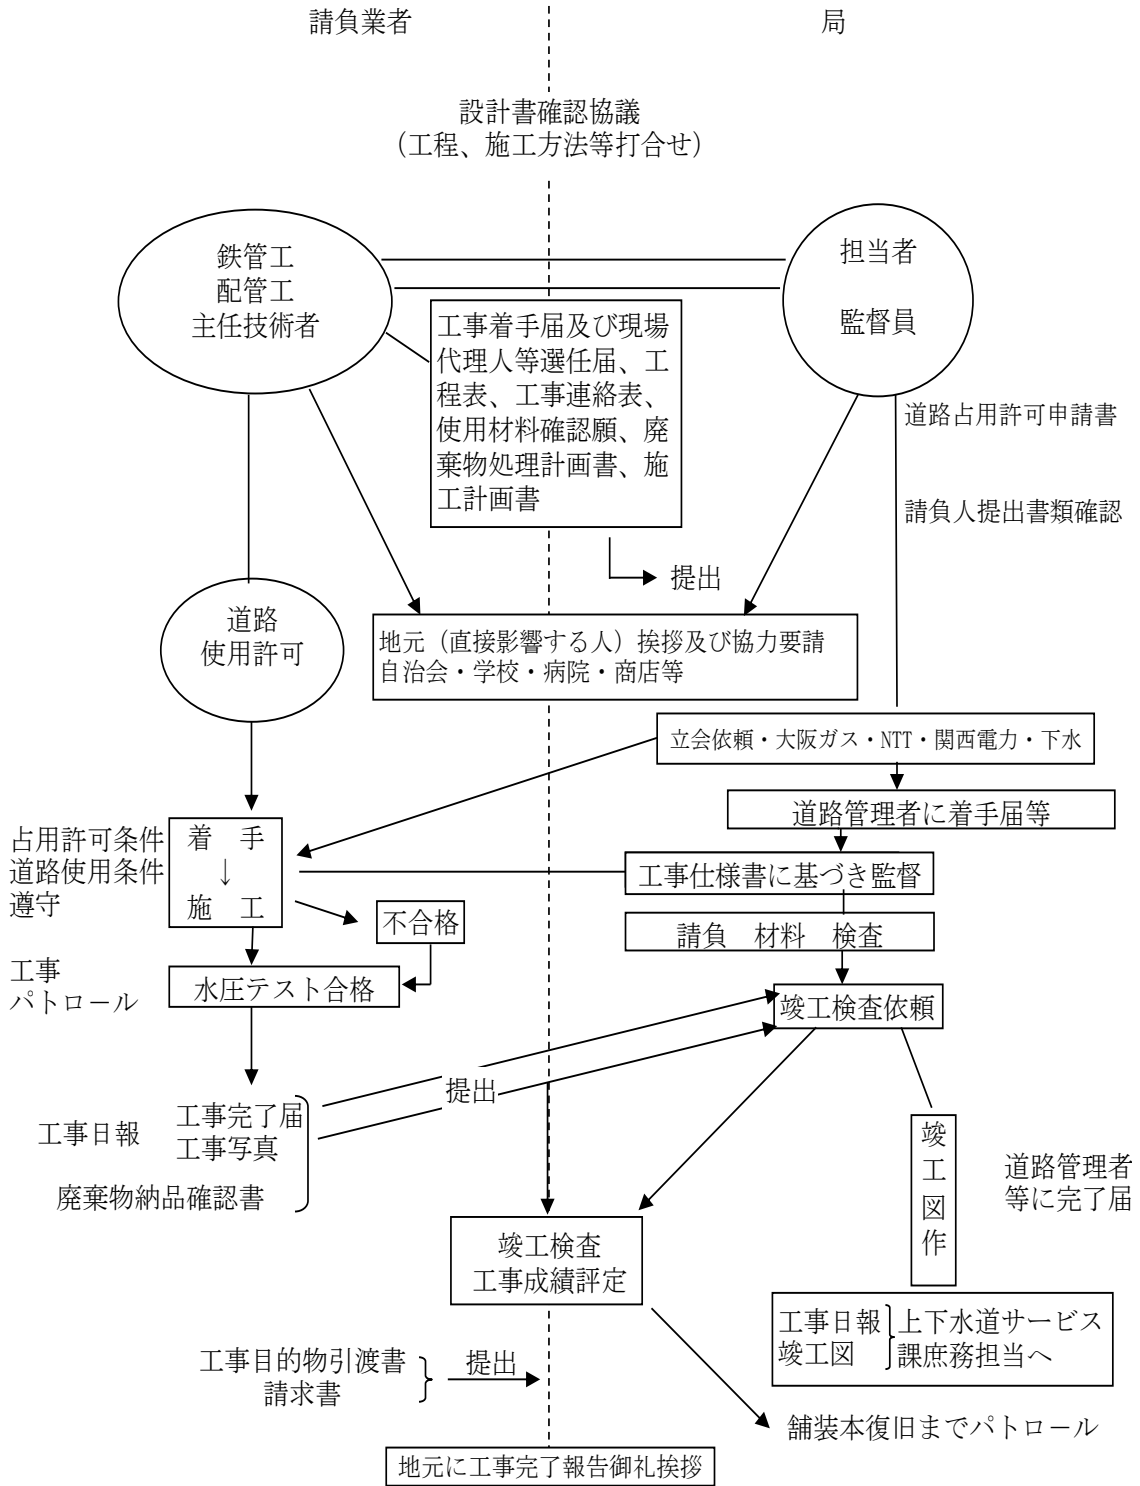 請負業者
局
設計書確認協議
（工程、施工方法等打合せ）
鉄管工
配管工
主任技術者
担当者
監督員
工事着手届及び現場
代理人等選任届、工
程表、工事連絡表、
使用材料確認願、廃
棄物処理計画書、施
工計画書
道路占用許可申請書
請負人提出書類確認
提出
道路
使用許可
地元（直接影響する人）挨拶及び協力要請
自治会・学校・病院・商店等
立会依頼・大阪ガス・NTT・関西電力・下水
道路管理者に着手届等
占用許可条件
道路使用条件
遵守
着　手
↓
施　工
工事仕様書に基づき監督
不合格
請負　材料　検査
工事
パトロール
水圧テスト合格
竣工検査依頼
提出
工事日報
工事完了届
工事写真
廃棄物納品確認書
竣工図作
道路管理者
等に完了届
竣工検査
工事成績評定
工事日報
竣工図
上下水道サービス
課庶務担当へ
工事目的物引渡書
請求書
提出
舗装本復旧までパトロール
地元に工事完了報告御礼挨拶